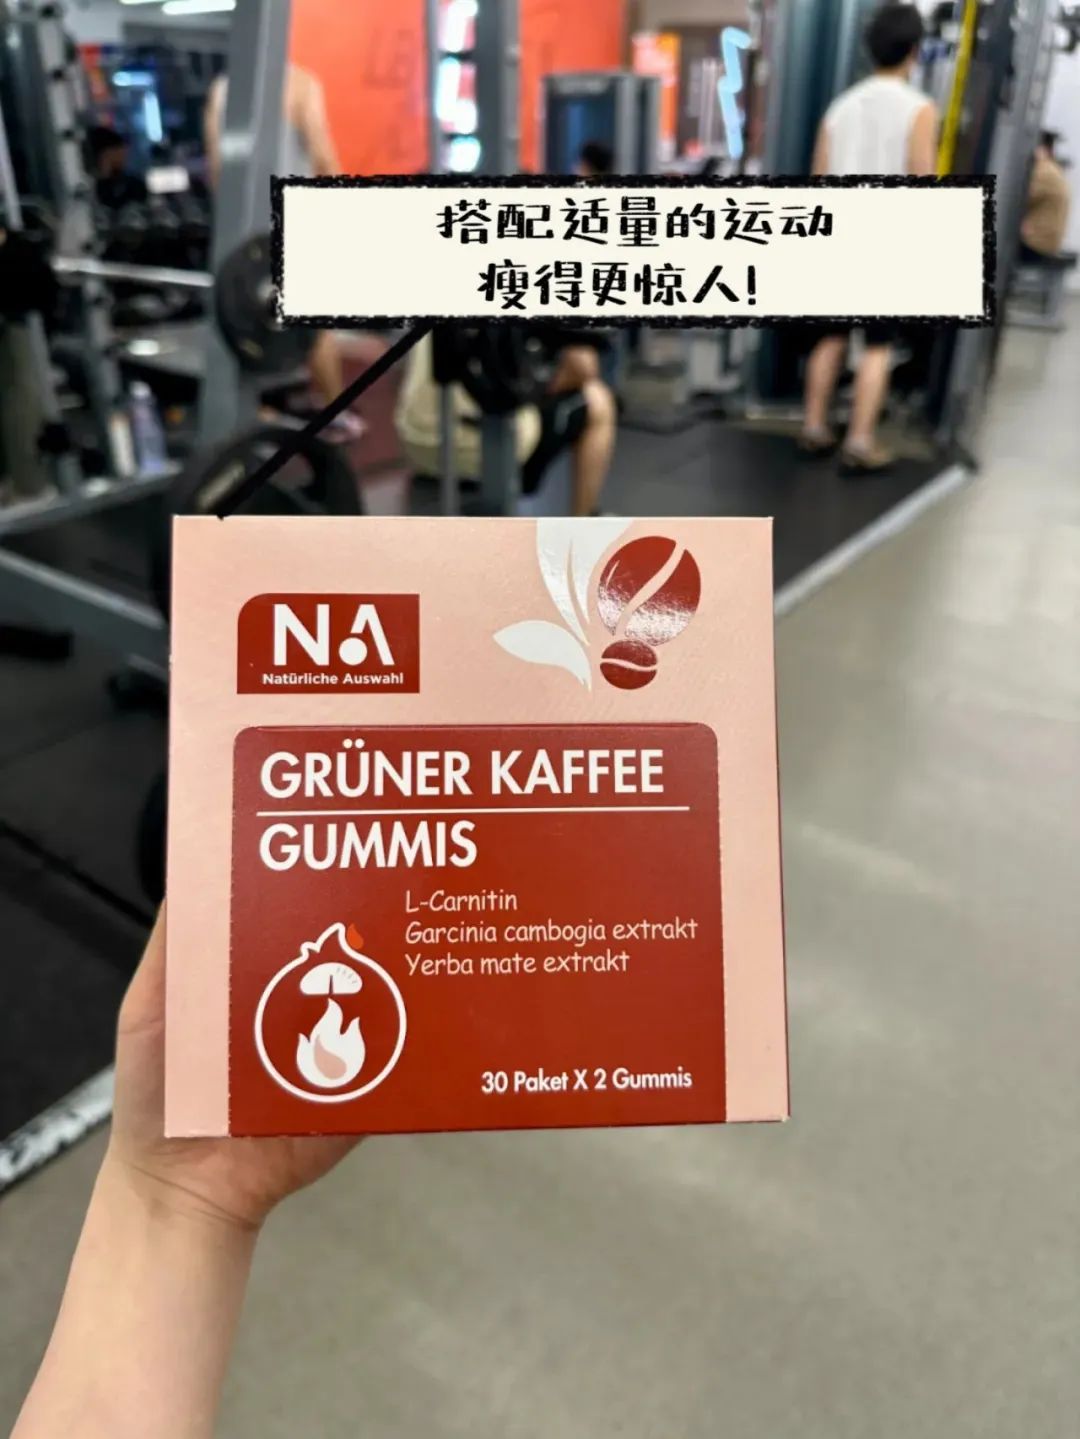 搭配适量的运动
瘦得更惊人!
NA
Natürliche Auswahl
GRÜNER KAFFEE
GUMMIS
L-Carnitin
Garcinia cambogia extrakt
Yerba mate extrakt
30 Paket X 2 Gummis